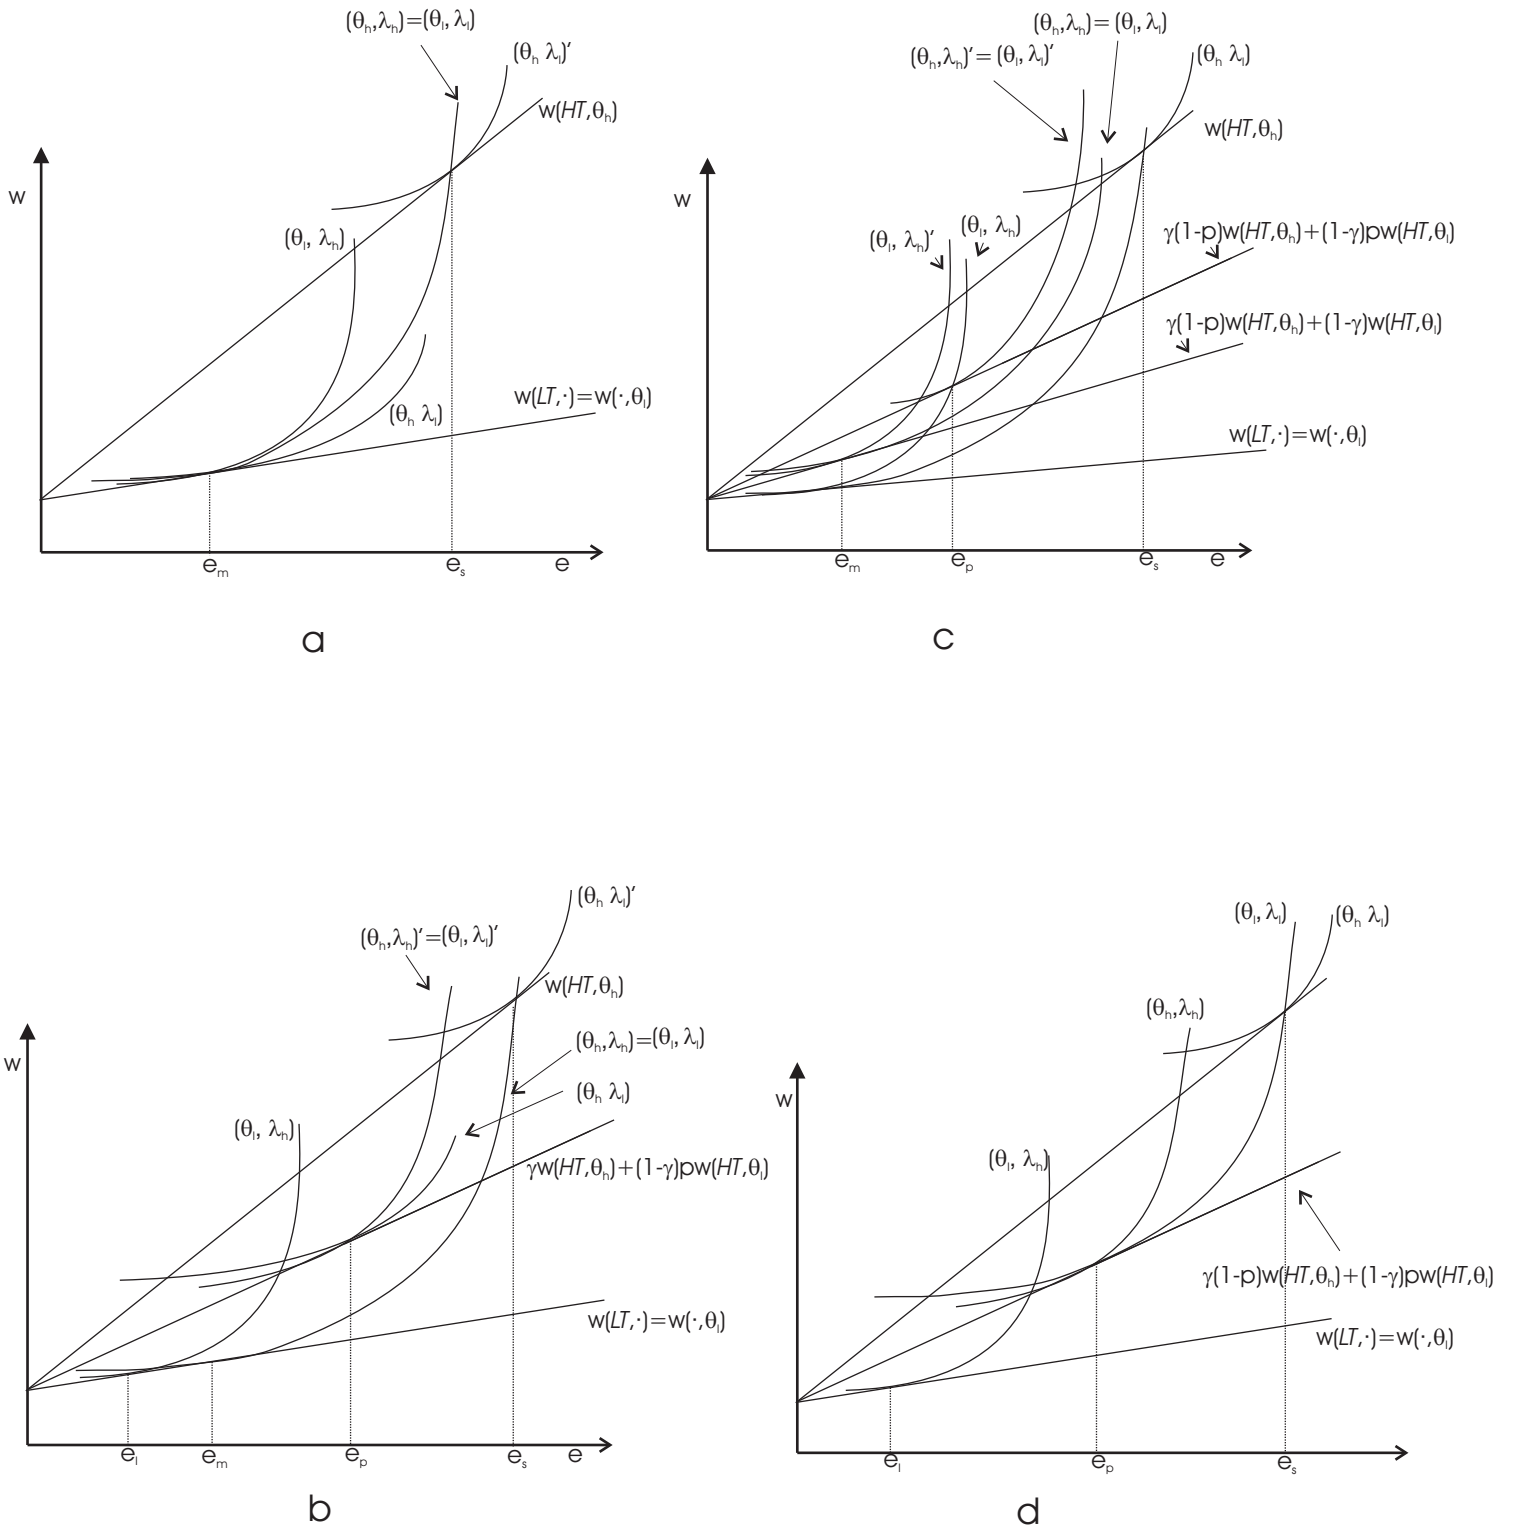 (θh,λh)=(θl, λl)
(θh λl)′
w(HT,θh)
w
(θl, λh)
(θh λl)
w(LT,·)=w(·,θl)
em
es
e
a
(θh,λh)= (θl, λl)
(θh,λh)′= (θl, λl)′
(θh λl)
w(HT,θh)
w
(θl, λh)′
(θl, λh)
γ(1-p)w(HT,θh)+(1-γ)pw(HT,θl)
γ(1-p)w(HT,θh)+(1-γ)w(HT,θl)
w(LT,·)=w(·,θl)
em
ep
es
e
c
(θh λl)′
(θh,λh)′=(θl, λl)′
w(HT,θh)
(θh,λh)=(θl, λl)
w
(θh λl)
(θl, λh)
γw(HT,θh)+(1-γ)pw(HT,θl)
w(LT,·)=w(·,θl)
el
em
ep
es
e
b
(θl, λl)
(θh λl)
(θh,λh)
w
(θl, λh)
γ(1-p)w(HT,θh)+(1-γ)pw(HT,θl)
w(LT,·)=w(·,θl)
el
ep
es
d